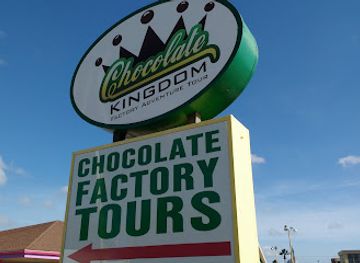 Chocolate
KINGDOM
FACTORY ADVENTURE TOUR
CHOCOLATE
FACTORY
TOURS